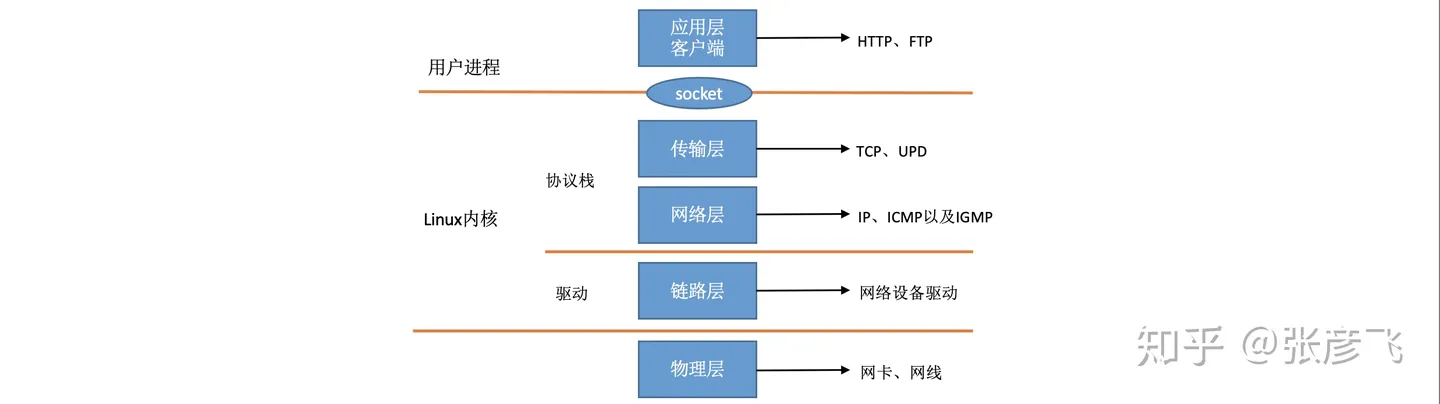 应用层
客户端
HTTP、FTP
用户进程
socket
传输层
TCP、UPD
协议栈
Linux内核
网络层
IP、ICMP以及IGMP
驱动
链路层
网络设备驱动
物理层
网卡、网线
知乎 @张彦飞